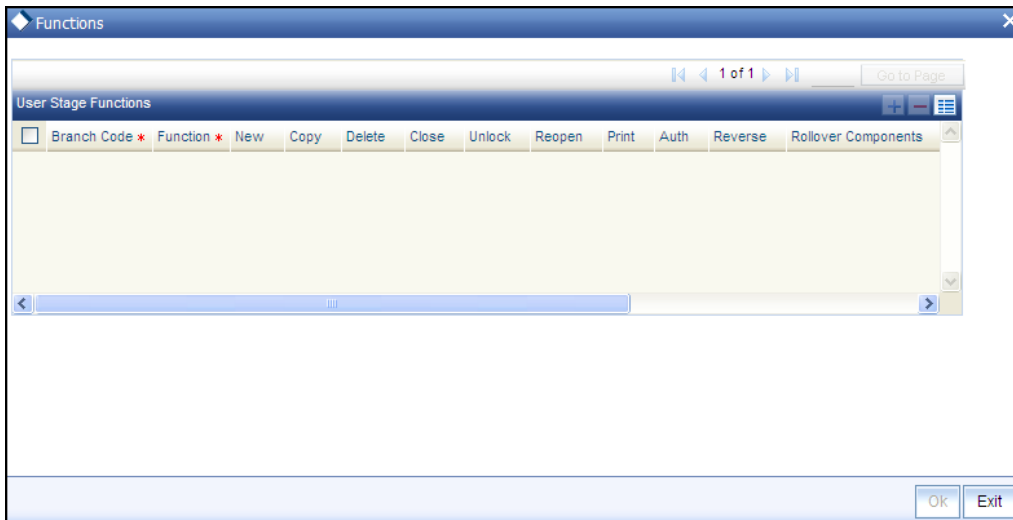 Functions
1 of 1 Go to Page
User Stage Functions
Branch Code * Function * New Copy Delete Close Unlock Reopen Print Auth Reverse Rollover Components
Ok Exit